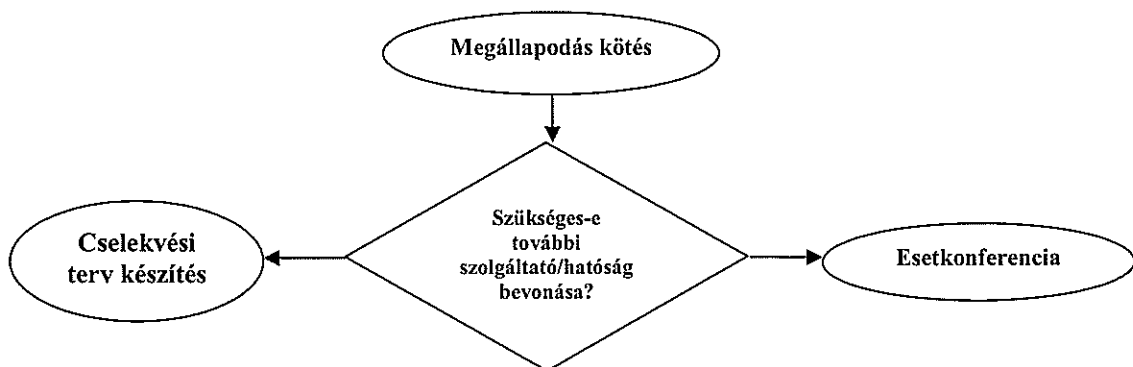 Megállapodás kötés
Szükséges-e
további
szolgáltató/hatóság
bevonása?
Cselekvési
terv készítés
Esetkonferencia